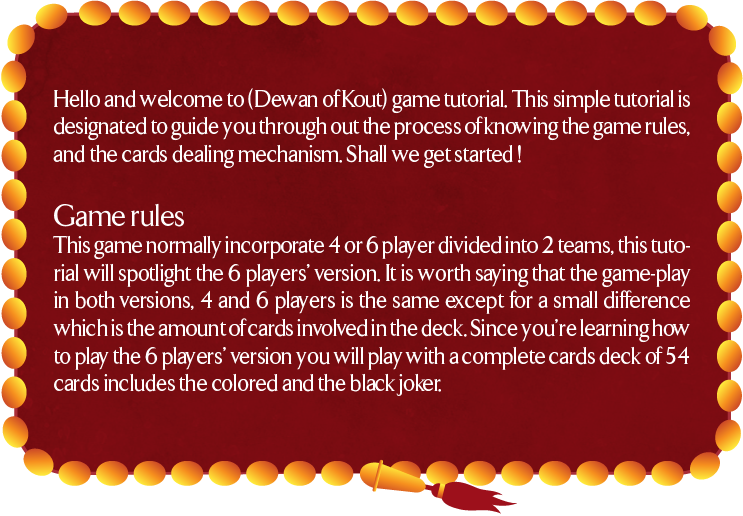 Hello and welcome to (Dewan of Kout) game tutorial. This simple tutorial is
designated to guide you through out the process of knowing the game rules,
and the cards dealing mechanism. Shall we get started !
Game rules
This game normally incorporate 4 or 6 player divided into 2 teams, this tuto-
rial will spotlight the 6 players' version. It is worth saying that the game-play
in both versions, 4 and 6 players is the same except for a small difference
which is the amount of cards involved in the deck. Since you're learning how
to play the 6 players' version you will play with a complete cards deck of 54
cards includes the colored and the black joker.